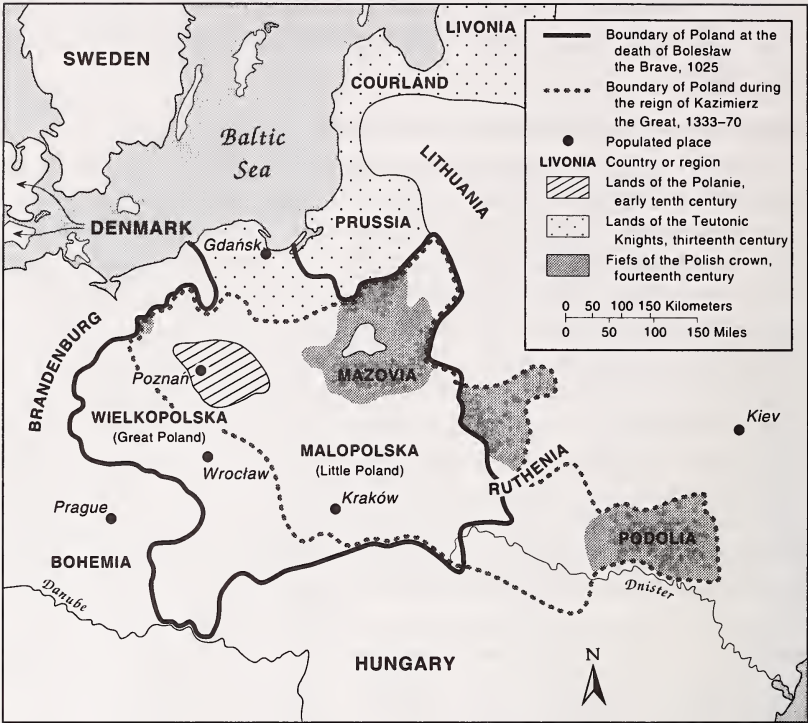 SWEDEN
Baltic
Sea
LIVONIA
COURLAND
LITHUANIA
PRUSSIA
DENMARK
Gdańsk
BRANDENBURG
Poznań
MAZOVIA
WIELKOPOLSKA
(Great Poland)
MALOPOLSKA
(Little Poland)
Wrocław
Kraków
Prague
BOHEMIA
Danube
HUNGARY
RUTHENIA
PODOLIA
Dnister
Kiev
N
Boundary of Poland at the
death of Bolesław
the Brave, 1025
Boundary of Poland during
the reign of Kazimierz
the Great, 1333–70
Populated place
LIVONIA Country or region
Lands of the Polanie,
early tenth century
Lands of the Teutonic
Knights, thirteenth century
Fiefs of the Polish crown,
fourteenth century
0 50 100 150 Kilometers
0 50 100 150 Miles